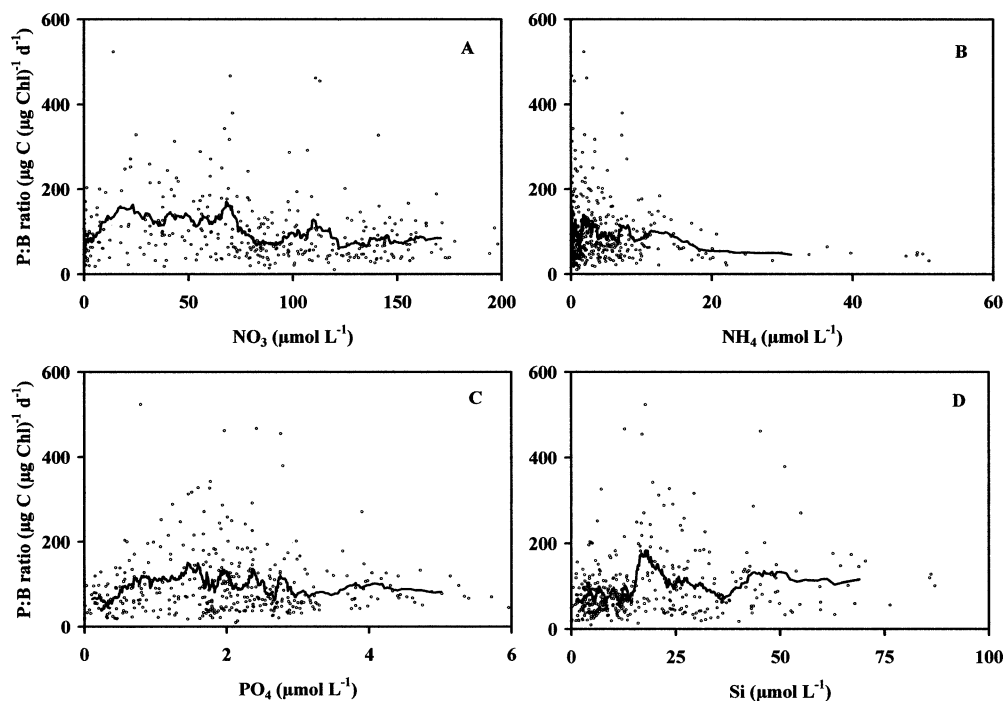 600
400
200
0
P:B ratio (µg C (µg Chl)⁻¹ d⁻¹)
A
0 50 100 150 200
NO₃ (µmol L⁻¹)
600
400
200
0
B
0 20 40 60
NH₄ (µmol L⁻¹)
600
400
200
0
P:B ratio (µg C (µg Chl)⁻¹ d⁻¹)
C
0 2 4 6
PO₄ (µmol L⁻¹)
600
400
200
0
D
0 25 50 75 100
Si (µmol L⁻¹)